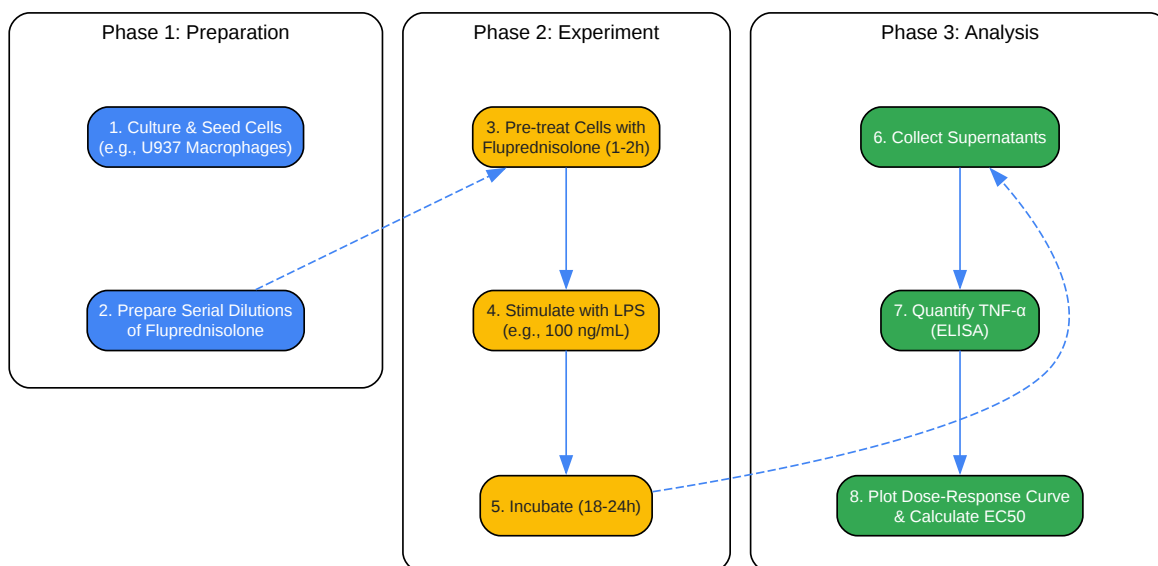 Phase 1: Preparation
1. Culture & Seed Cells
(e.g., U937 Macrophages)
2. Prepare Serial Dilutions
of Fluprednisolone
Phase 2: Experiment
3. Pre-treat Cells with
Fluprednisolone (1-2h)
4. Stimulate with LPS
(e.g., 100 ng/mL)
5. Incubate (18-24h)
Phase 3: Analysis
6. Collect Supernatants
7. Quantify TNF-α
(ELISA)
8. Plot Dose-Response Curve
& Calculate EC50